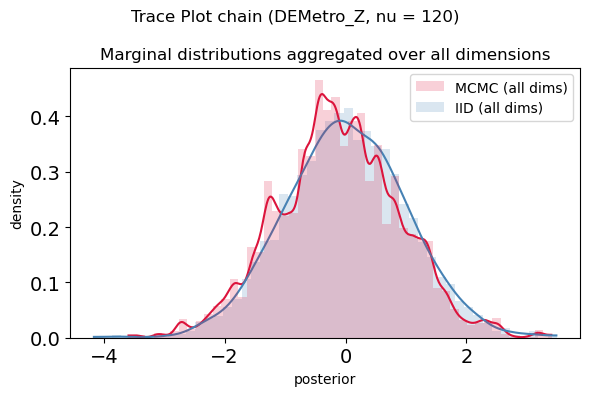 Trace Plot chain (DEMetro_Z, nu = 120)
Marginal distributions aggregated over all dimensions
MCMC (all dims)
IID (all dims)
density
0.4
0.3
0.2
0.1
0.0
−4
−2
0
2
posterior